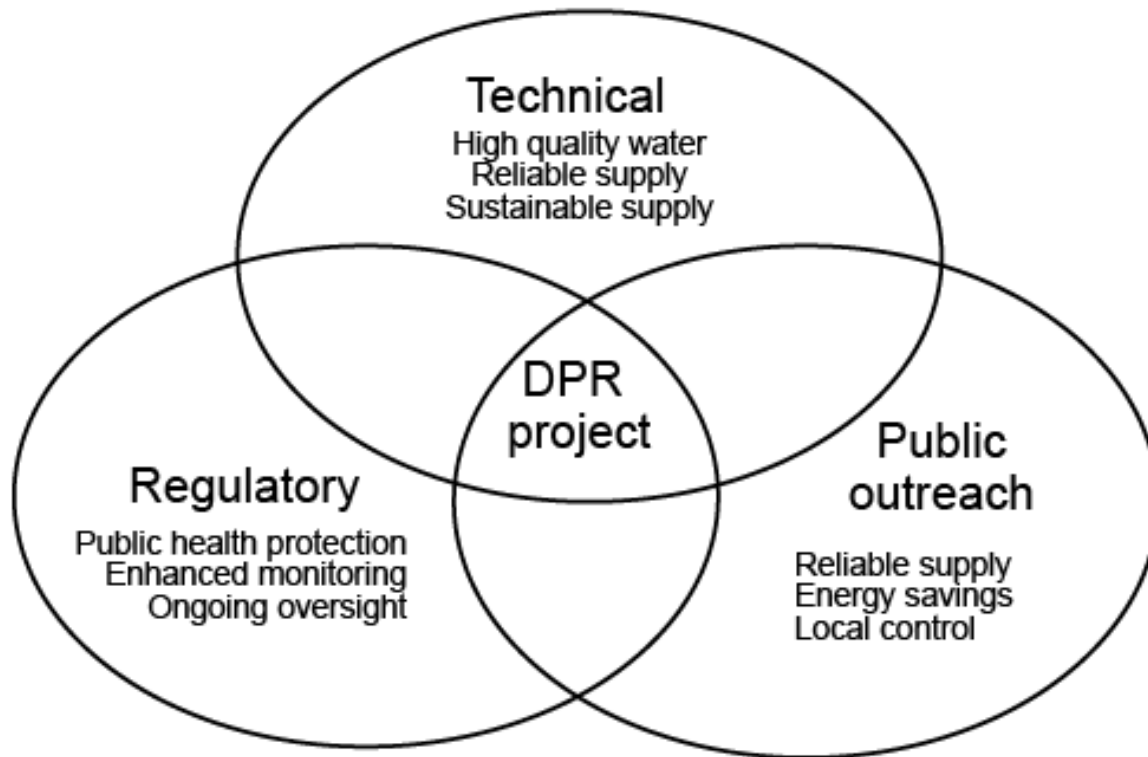 Technical
High quality water
Reliable supply
Sustainable supply
DPR
project
Regulatory
Public health protection
Enhanced monitoring
Ongoing oversight
Public
outreach
Reliable supply
Energy savings
Local control